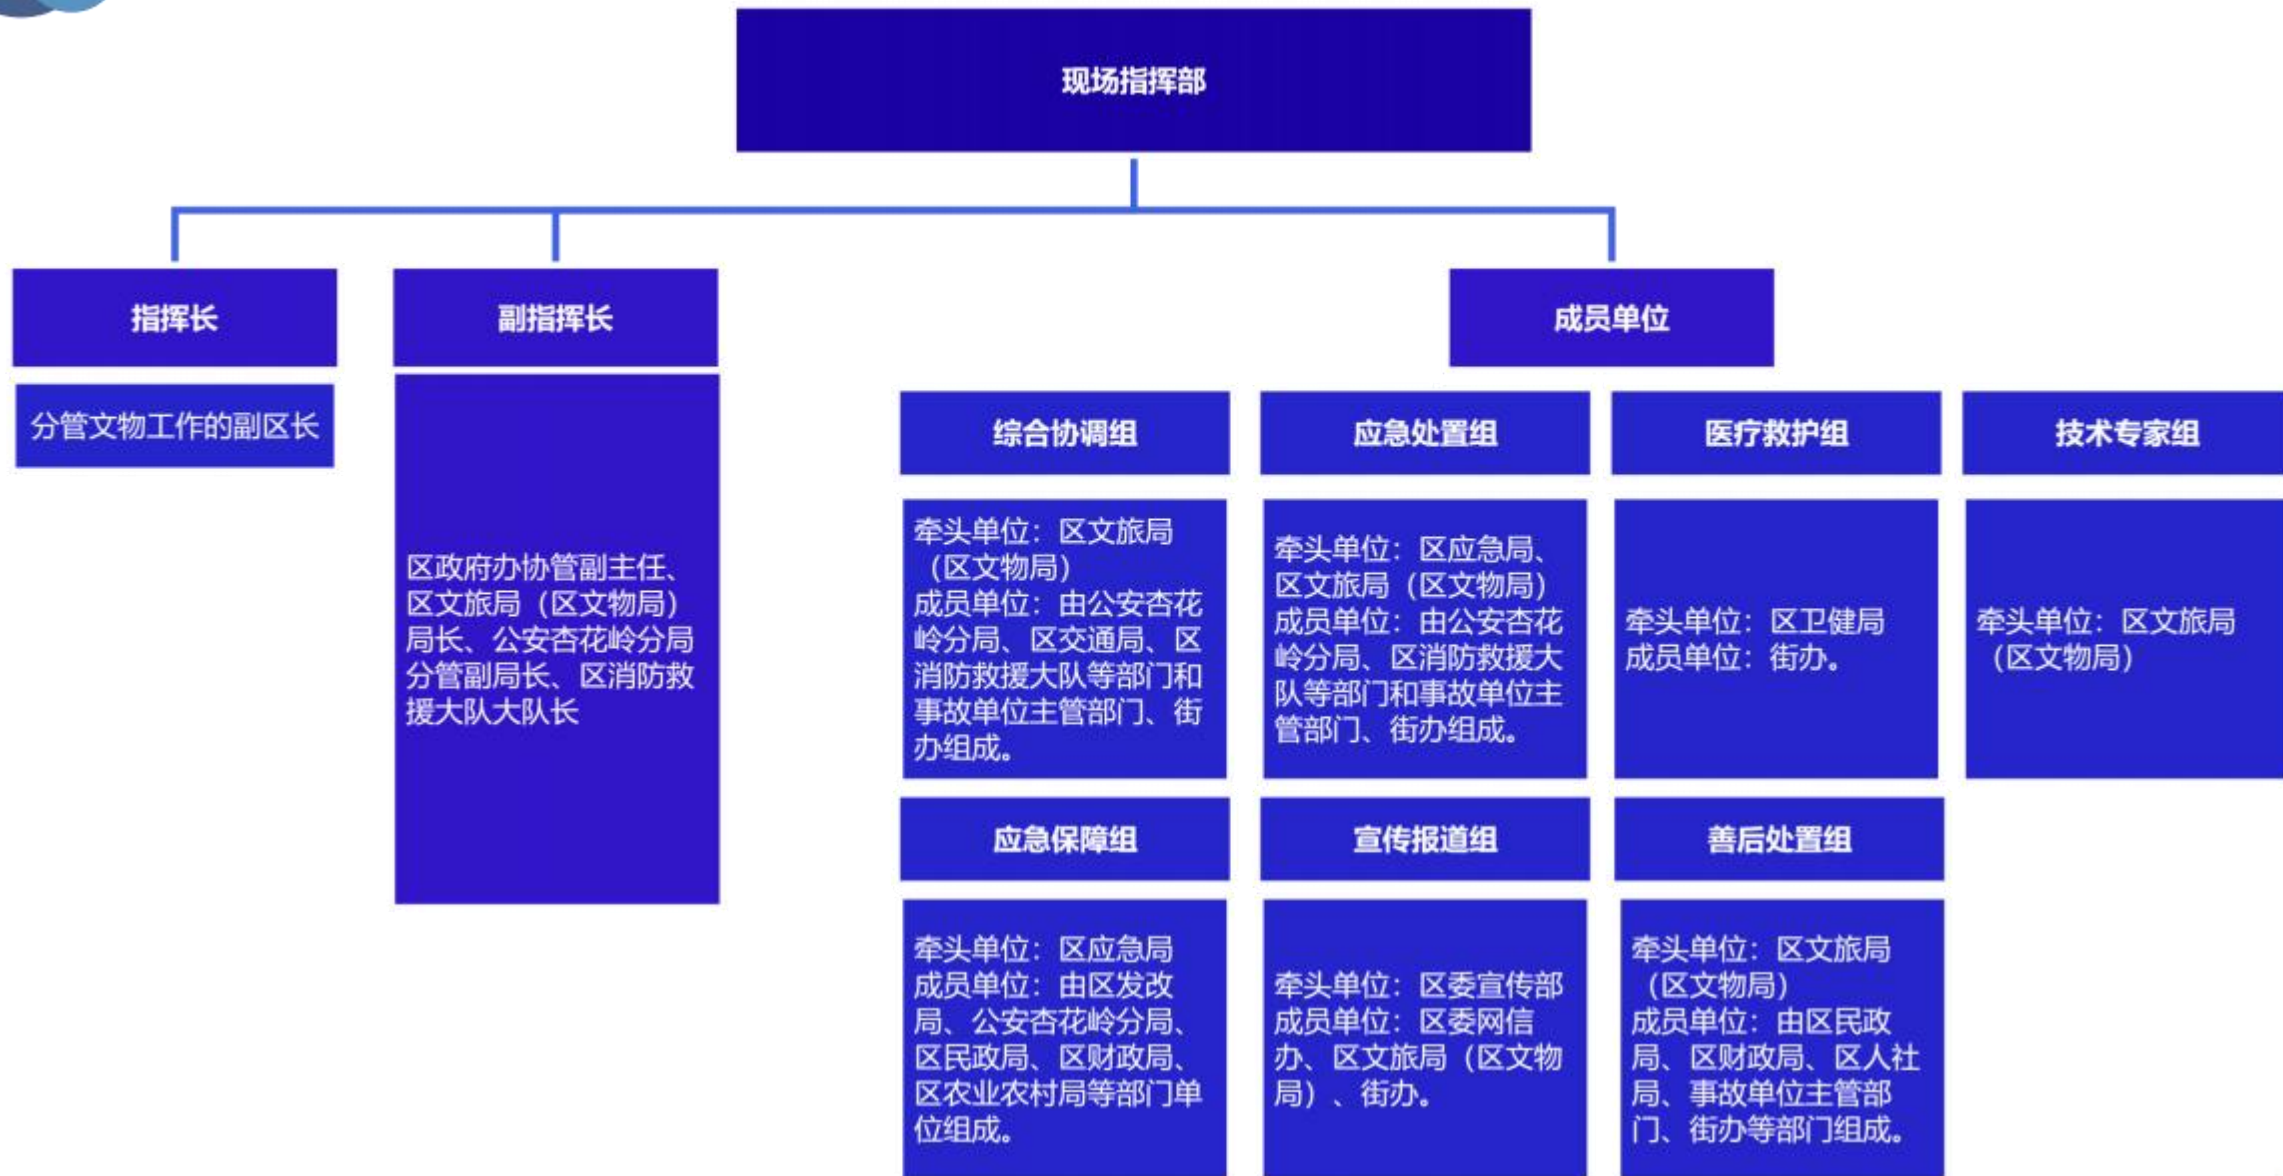 现场指挥部
指挥长
副指挥长
成员单位
分管文物工作的副区长
区政府办协管副主任、
区文旅局（区文物局）
局长、公安杏花岭分局
分管副局长、区消防救
援大队大队长
综合协调组
应急处置组
医疗救护组
技术专家组
牵头单位：区文旅局
（区文物局）
成员单位：由公安杏花
岭分局、区交通局、区
消防救援大队等部门和
事故单位主管部门、街
办组成。
牵头单位：区应急局、
区文旅局（区文物局）
成员单位：由公安杏花
岭分局、区消防救援大
队等部门和事故单位主
管部门、街办组成。
牵头单位：区卫健局
成员单位：街办。
牵头单位：区文旅局
（区文物局）
应急保障组
宣传报道组
善后处置组
牵头单位：区应急局
成员单位：由区发改
局、公安杏花岭分局、
区民政局、区财政局、
区农业农村局等部门单
位组成。
牵头单位：区委宣传部
成员单位：区委网信
办、区文旅局（区文物
局）、街办。
牵头单位：区文旅局
（区文物局）
成员单位：由区民政
局、区财政局、区人社
局、事故单位主管部
门、街办等部门组成。